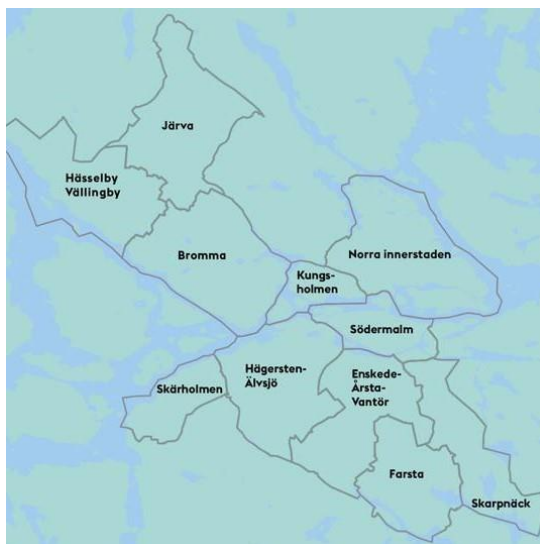 Järva
Hässelby
Vällingby
Bromma
Norra innerstaden
Kungs-
holmen
Södermalm
Hägersten-
Älvsjö
Enskede-
Årsta-
Vantör
Skärholmen
Farsta
Skarpnäck